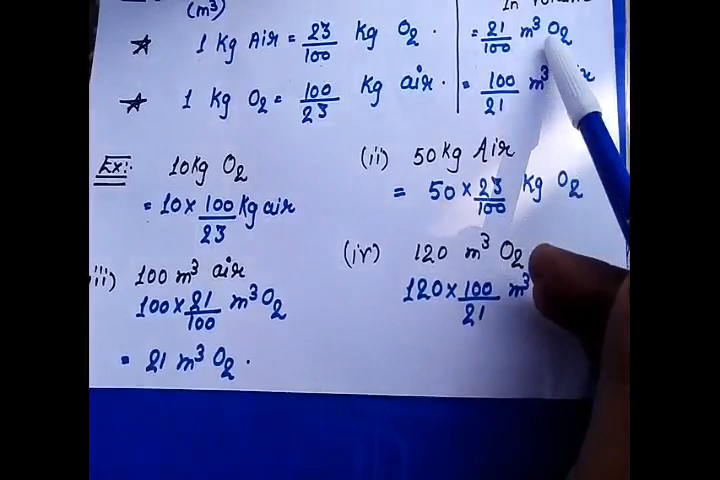 (m³)
In
☆ 1 Kg Air = 23/100 Kg O₂ . = 21/100 m³ O₂
☆ 1 Kg O₂ = 100/23 Kg air . = 100/21 m³
Ex:- 10Kg O₂
= 10 × 100/23 Kg air
(ii) 50 Kg Air
= 50 × 23/100 Kg O₂
iii) 100 m³ air
100 × 21/100 m³ O₂
= 21 m³ O₂ .
(iv) 120 m³ O₂
120 × 100/21 m³